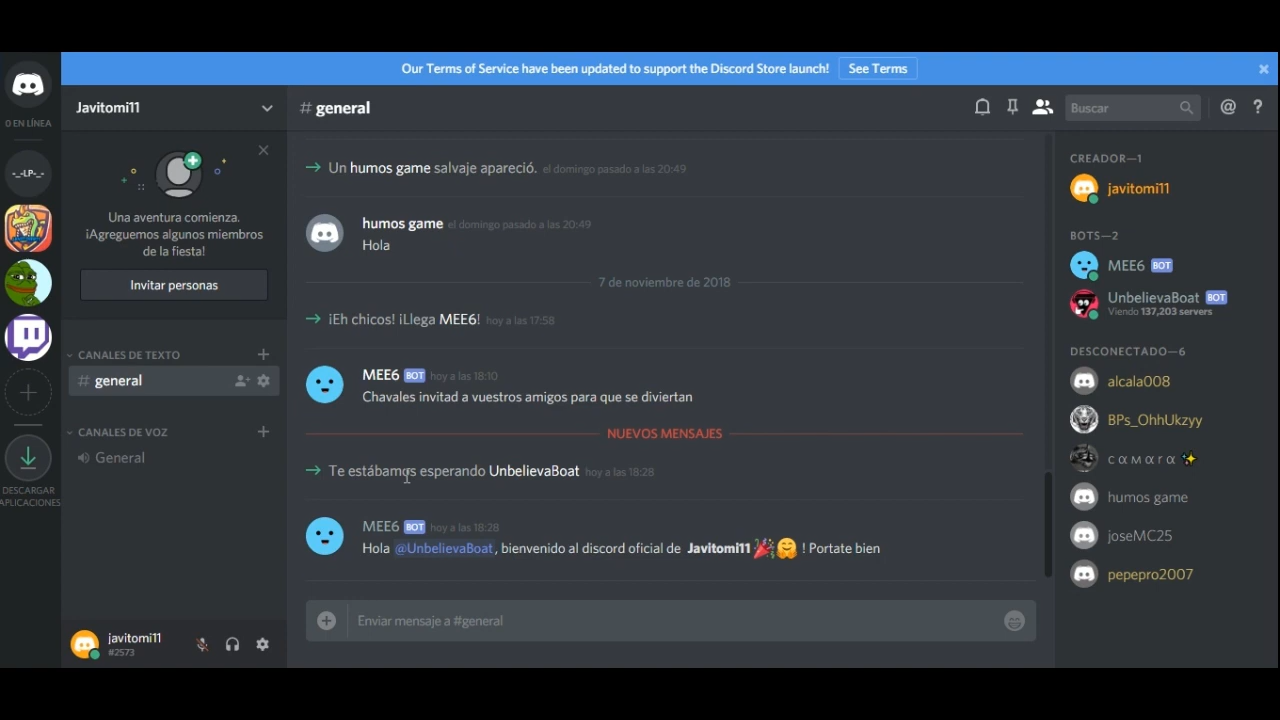 Our Terms of Service have been updated to support the Discord Store launch! See Terms
0 EN LÍNEA
-_-LP-_-
DESCARGAR
APLICACIONES
Javitomi11
Una aventura comienza.
¡Agreguemos algunos miembros
de la fiesta!
Invitar personas
CANALES DE TEXTO
# general
CANALES DE VOZ
General
javitomi11
#2573
# general
Buscar
Un humos game salvaje apareció. el domingo pasado a las 20:49
humos game el domingo pasado a las 20:49
Hola
7 de noviembre de 2018
¡Eh chicos! ¡Llega MEE6! hoy a las 17:58
MEE6 BOT hoy a las 18:10
Chavales invitad a vuestros amigos para que se diviertan
NUEVOS MENSAJES
Te estábamos esperando UnbelievaBoat hoy a las 18:28
MEE6 BOT hoy a las 18:28
Hola @UnbelievaBoat, bienvenido al discord oficial de Javitomi11 🎉🤗 ! Portate bien
Enviar mensaje a #general
CREADOR—1
javitomi11
BOTS—2
MEE6 BOT
UnbelievaBoat BOT
Viendo 137,203 servers
DESCONECTADO—6
alcala008
BPs_OhhUkzyy
c α м α r α ✨
humos game
joseMC25
pepepro2007